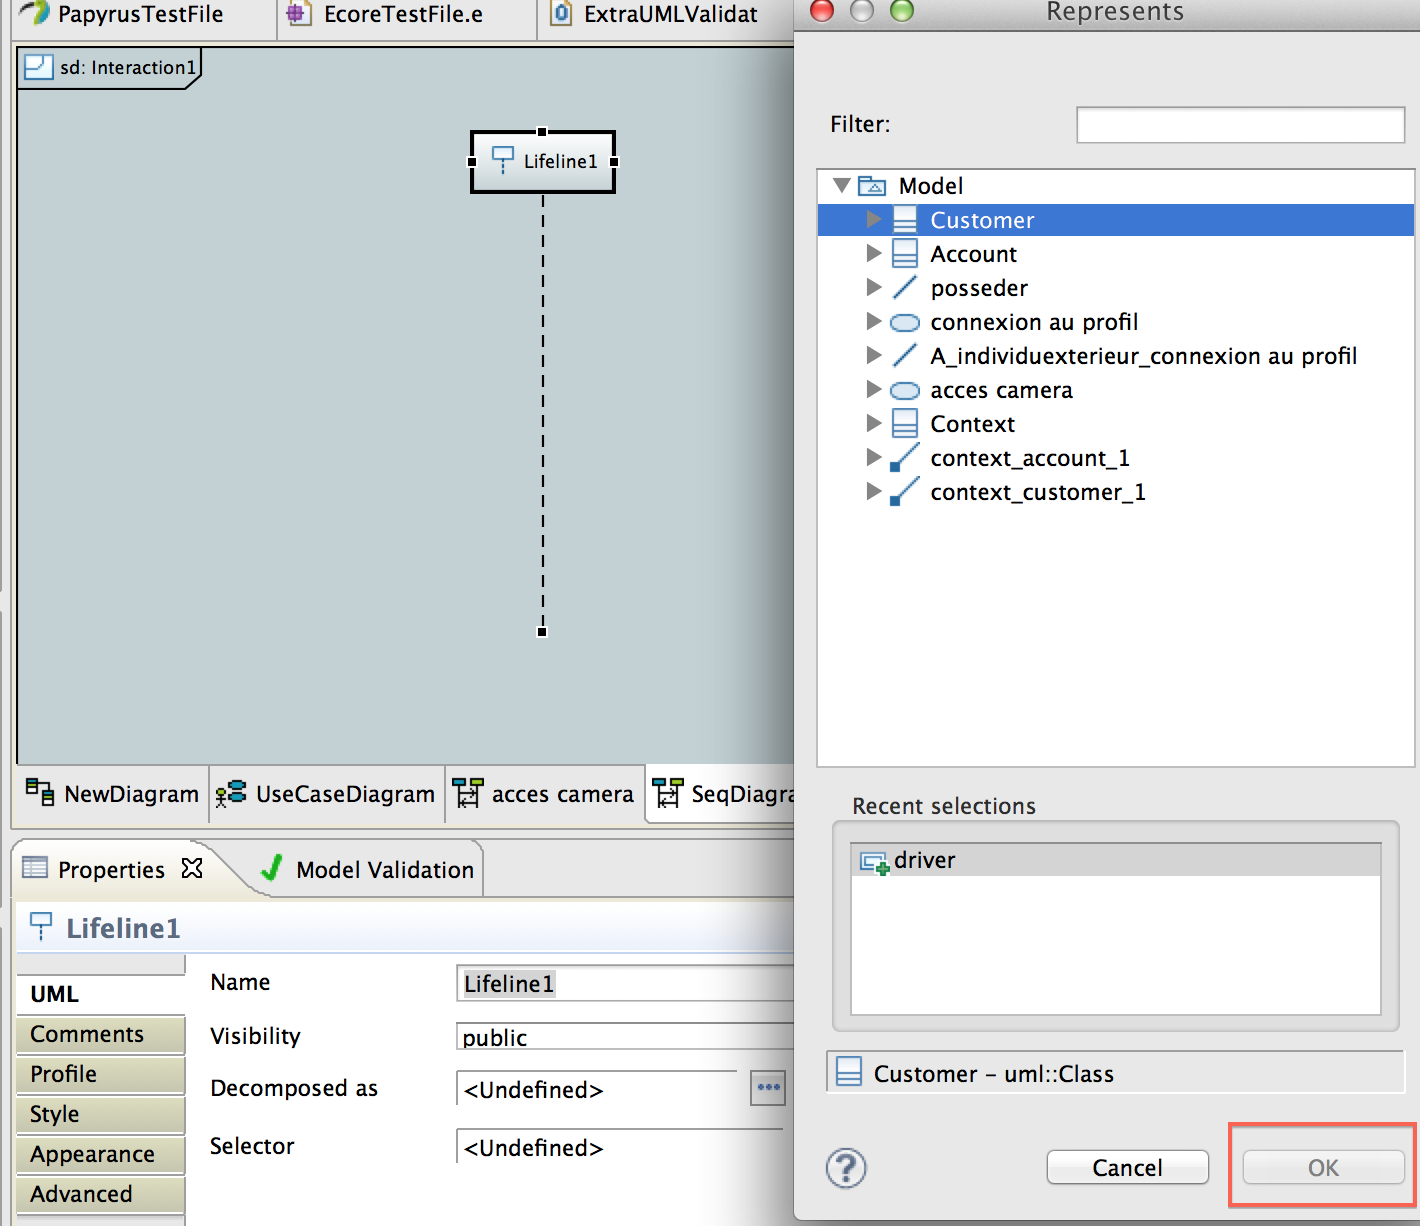 PapyrusTestFile
EcoreTestFile.e
ExtraUMLValidat
sd: Interaction1
Lifeline1
NewDiagram
UseCaseDiagram
acces camera
SeqDiagra
Properties
Model Validation
Lifeline1
UML
Comments
Profile
Style
Appearance
Advanced
Name
Lifeline1
Visibility
public
Decomposed as
<Undefined>
Selector
<Undefined>
Represents
Filter:
Model
Customer
Account
posseder
connexion au profil
A_individuexterieur_connexion au profil
acces camera
Context
context_account_1
context_customer_1
Recent selections
driver
Customer – uml::Class
?
Cancel
OK